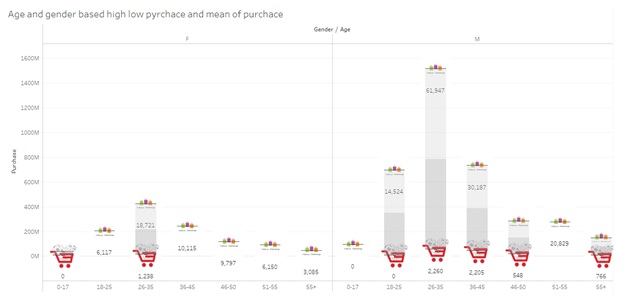 Age and gender based high low pyrchace and mean of purchace
Gender / Age
F
M
Purchase
1600M
1400M
1200M
1000M
800M
600M
400M
200M
0M
61,947
14,524
30,187
18,721
6,117
10,115
9,797
6,150
3,085
20,829
0
1,238
0
0
2,260
2,205
548
766
0-17
18-25
26-35
36-45
46-50
51-55
55+
0-17
18-25
26-35
36-45
46-50
51-55
55+